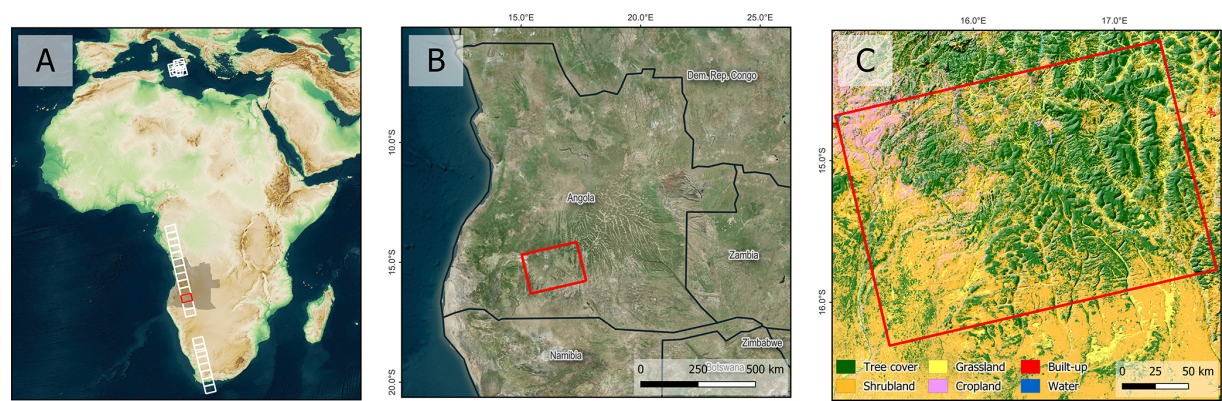 A
15.0°E 20.0°E 25.0°E
B
Dem. Rep. Congo
10.0°S
Angola
15.0°S
Zambia
Zimbabwe
Namibia
Botswana
20.0°S
0 250 500 km
16.0°E 17.0°E
C
15.0°S
16.0°S
Tree cover Grassland Built-up
Shrubland Cropland Water
0 25 50 km